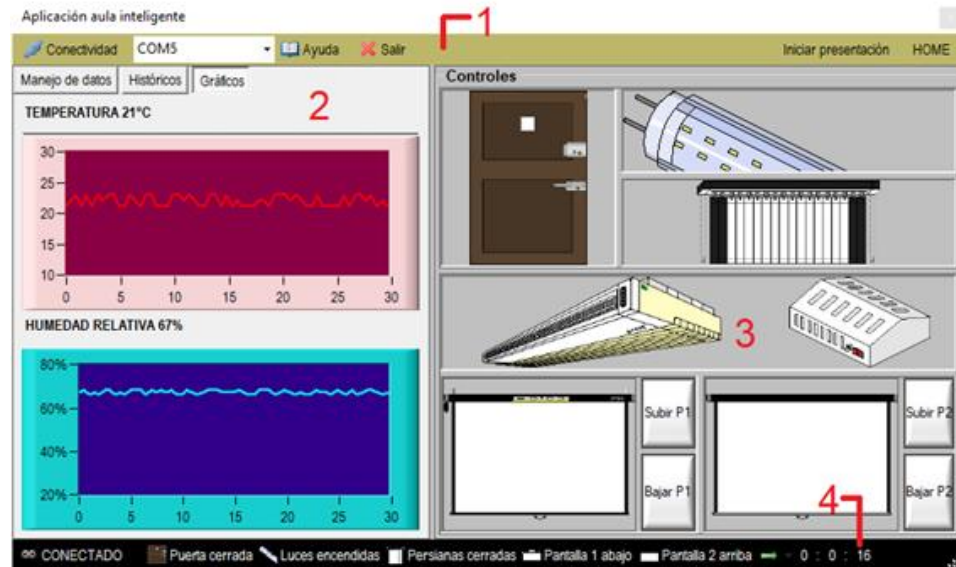 Aplicación aula inteligente
1
Conectividad COM5 Ayuda Salir Iniciar presentación HOME
Manejo de datos Históricos Gráficos
2
TEMPERATURA 21°C
30
25
20
15
10
0 5 10 15 20 25 30
HUMEDAD RELATIVA 67%
80%
60%
40%
20%
0 5 10 15 20 25 30
Controles
3
Subir P1
Bajar P1
Subir P2
Bajar P2
4
CONECTADO Puerta cerrada Luces encendidas Persianas cerradas Pantalla 1 abajo Pantalla 2 arriba 0 : 0 : 16